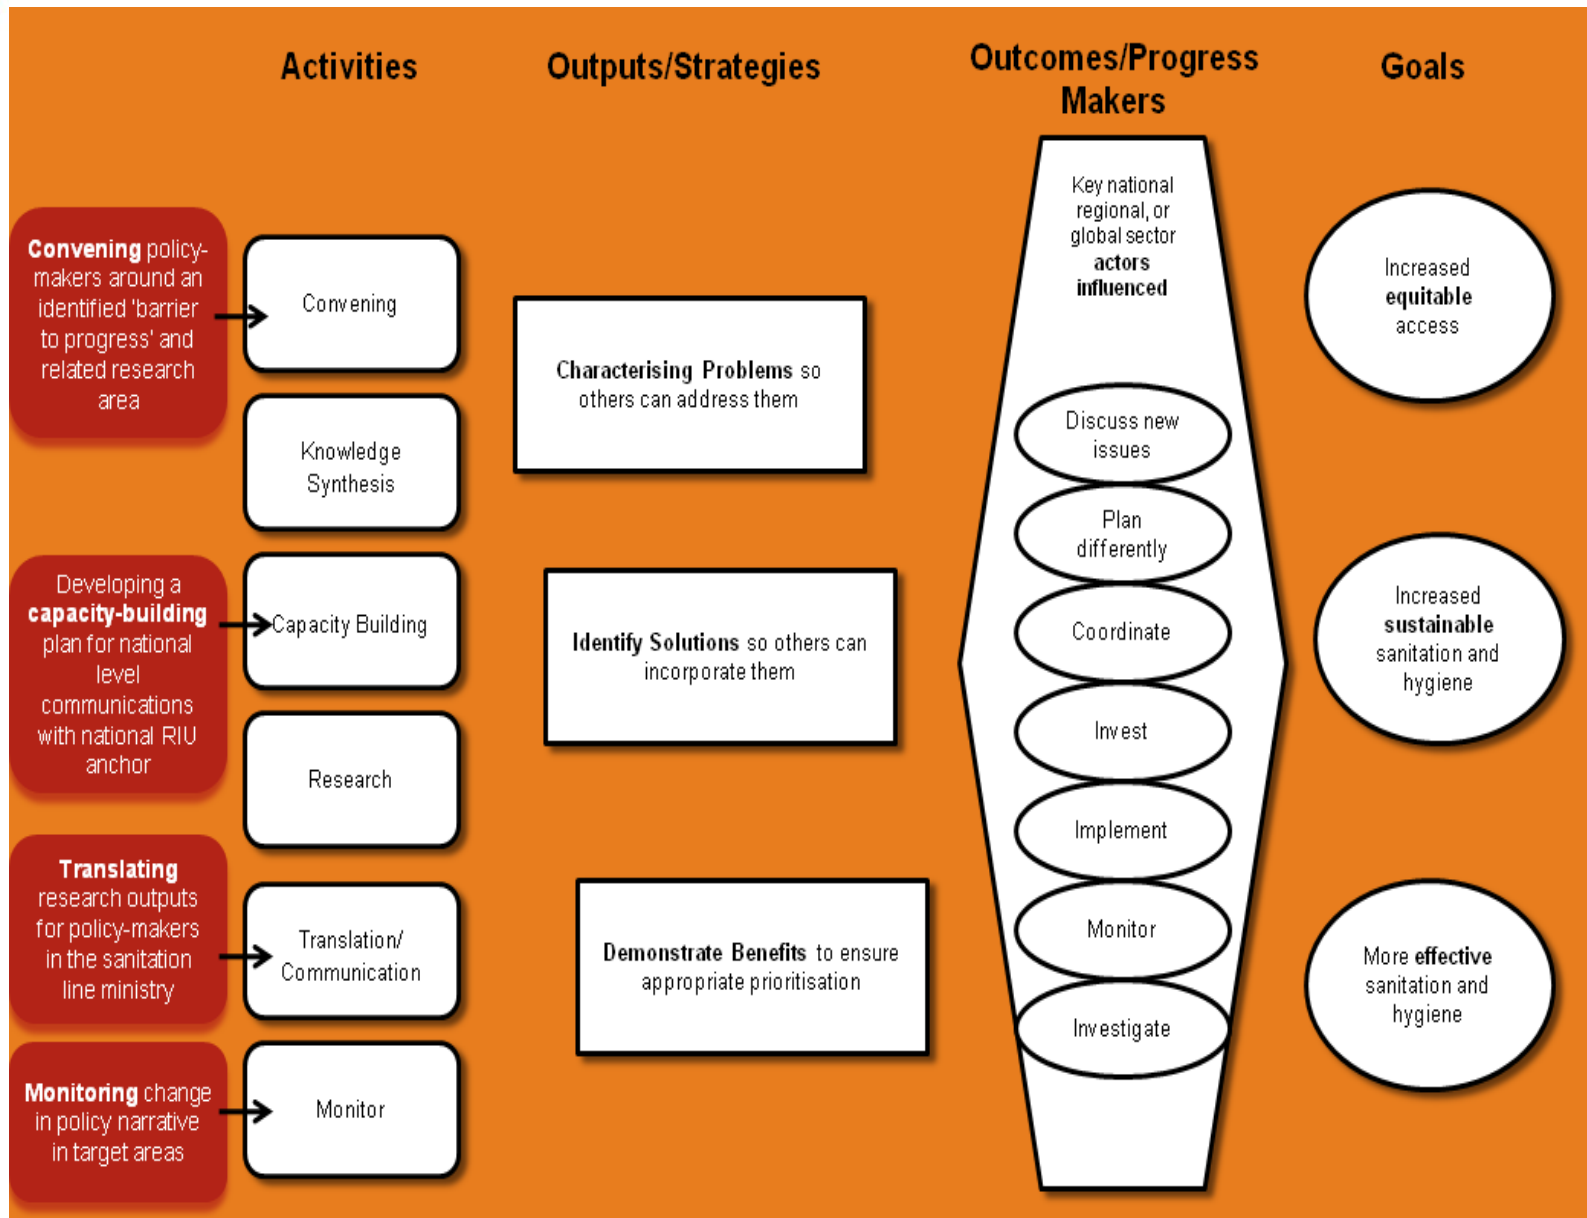 Activities
Outputs/Strategies
Outcomes/Progress
Makers
Goals
Convening policy-
makers around an
identified 'barrier
to progress' and
related research
area
Developing a
capacity-building
plan for national
level
communications
with national RIU
anchor
Translating
research outputs
for policy-makers
in the sanitation
line ministry
Monitoring change
in policy narrative
in target areas
Convening
Knowledge
Synthesis
Capacity Building
Research
Translation/
Communication
Monitor
Characterising Problems so
others can address them
Identify Solutions so others can
incorporate them
Demonstrate Benefits to ensure
appropriate prioritisation
Key national
regional, or
global sector
actors
influenced
Discuss new
issues
Plan
differently
Coordinate
Invest
Implement
Monitor
Investigate
Increased
equitable
access
Increased
sustainable
sanitation and
hygiene
More effective
sanitation and
hygiene